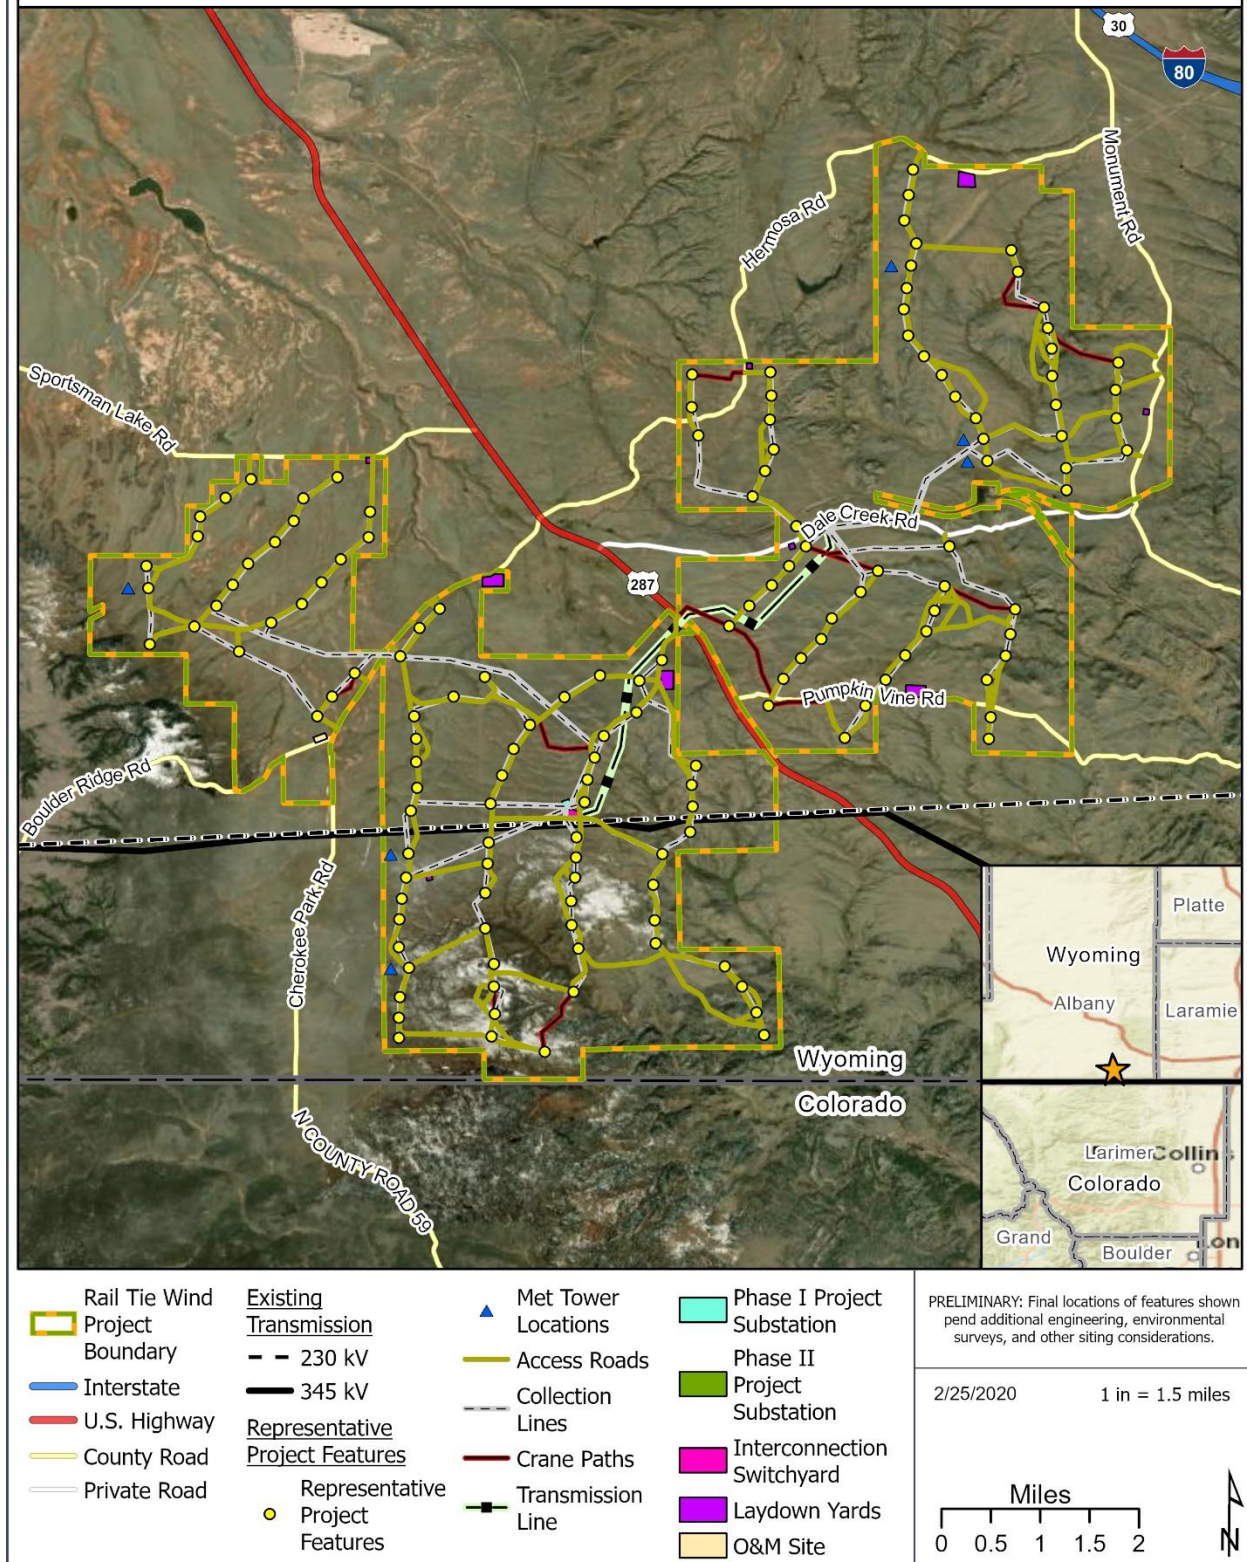 30
80
Monument Rd
Hermosa Rd
Sportsman Lake Rd
Dale Creek Rd
287
Pumpkin Vine Rd
Boulder Ridge Rd
Cherokee Park Rd
Wyoming
Colorado
N COUNTY ROAD 59
Platte
Wyoming
Albany
Laramie
Larimer
Collins
Colorado
Grand
Boulder
Lon
Rail Tie Wind
Project
Boundary
Interstate
U.S. Highway
County Road
Private Road
Existing
Transmission
230 kV
345 kV
Representative
Project Features
Representative
Project
Features
Met Tower
Locations
Access Roads
Collection
Lines
Crane Paths
Transmission
Line
Phase I Project
Substation
Phase II
Project
Substation
Interconnection
Switchyard
Laydown Yards
O&M Site
PRELIMINARY: Final locations of features shown
pend additional engineering, environmental
surveys, and other siting considerations.
2/25/2020 1 in = 1.5 miles
Miles
0 0.5 1 1.5 2
N